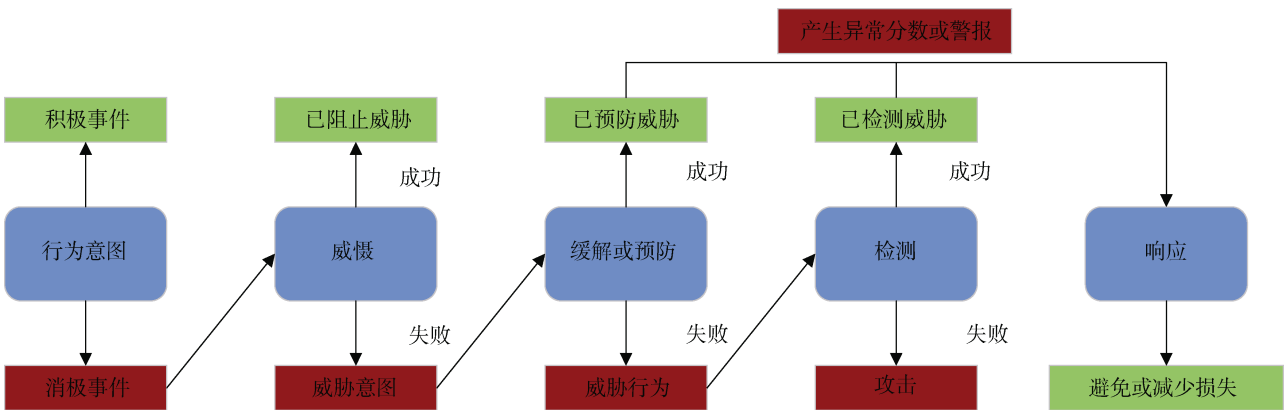 产生异常分数或警报
积极事件
已阻止威胁
已预防威胁
已检测威胁
成功
成功
成功
行为意图
威慑
缓解或预防
检测
响应
失败
失败
失败
消极事件
威胁意图
威胁行为
攻击
避免或减少损失